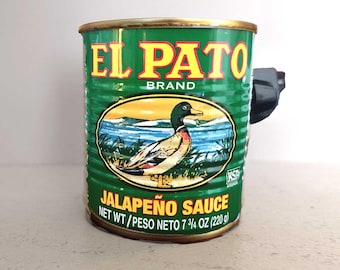 EL PATO
BRAND
JALAPEÑO SAUCE
NET WT/PESO NETO 7 3/4 OZ (220 g)